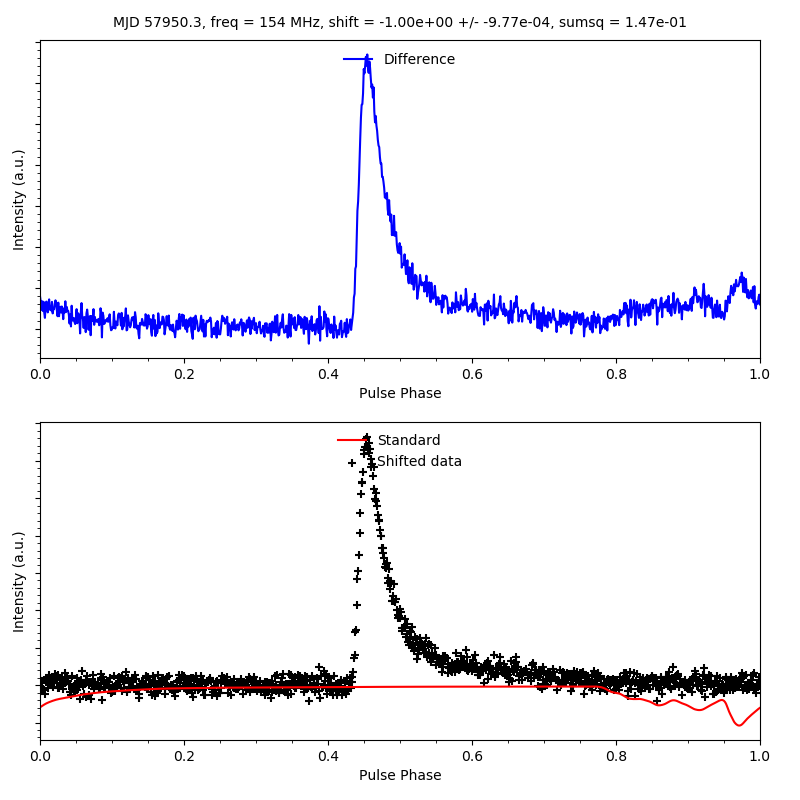 MJD 57950.3, freq = 154 MHz, shift = -1.00e+00 +/- -9.77e-04, sumsq = 1.47e-01
Difference
Intensity (a.u.)
0.0 0.2 0.4 0.6 0.8 1.0
Pulse Phase
Standard
Shifted data
Intensity (a.u.)
0.0 0.2 0.4 0.6 0.8 1.0
Pulse Phase